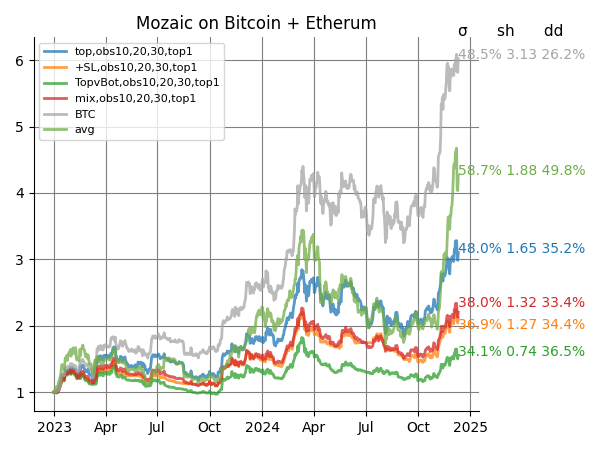 Mozaic on Bitcoin + Etherum
σ sh dd
top,obs10,20,30,top1
+SL,obs10,20,30,top1
TopvBot,obs10,20,30,top1
mix,obs10,20,30,top1
BTC
avg
48.5% 3.13 26.2%
58.7% 1.88 49.8%
48.0% 1.65 35.2%
38.0% 1.32 33.4%
36.9% 1.27 34.4%
34.1% 0.74 36.5%
6
5
4
3
2
1
2023 Apr Jul Oct 2024 Apr Jul Oct 2025